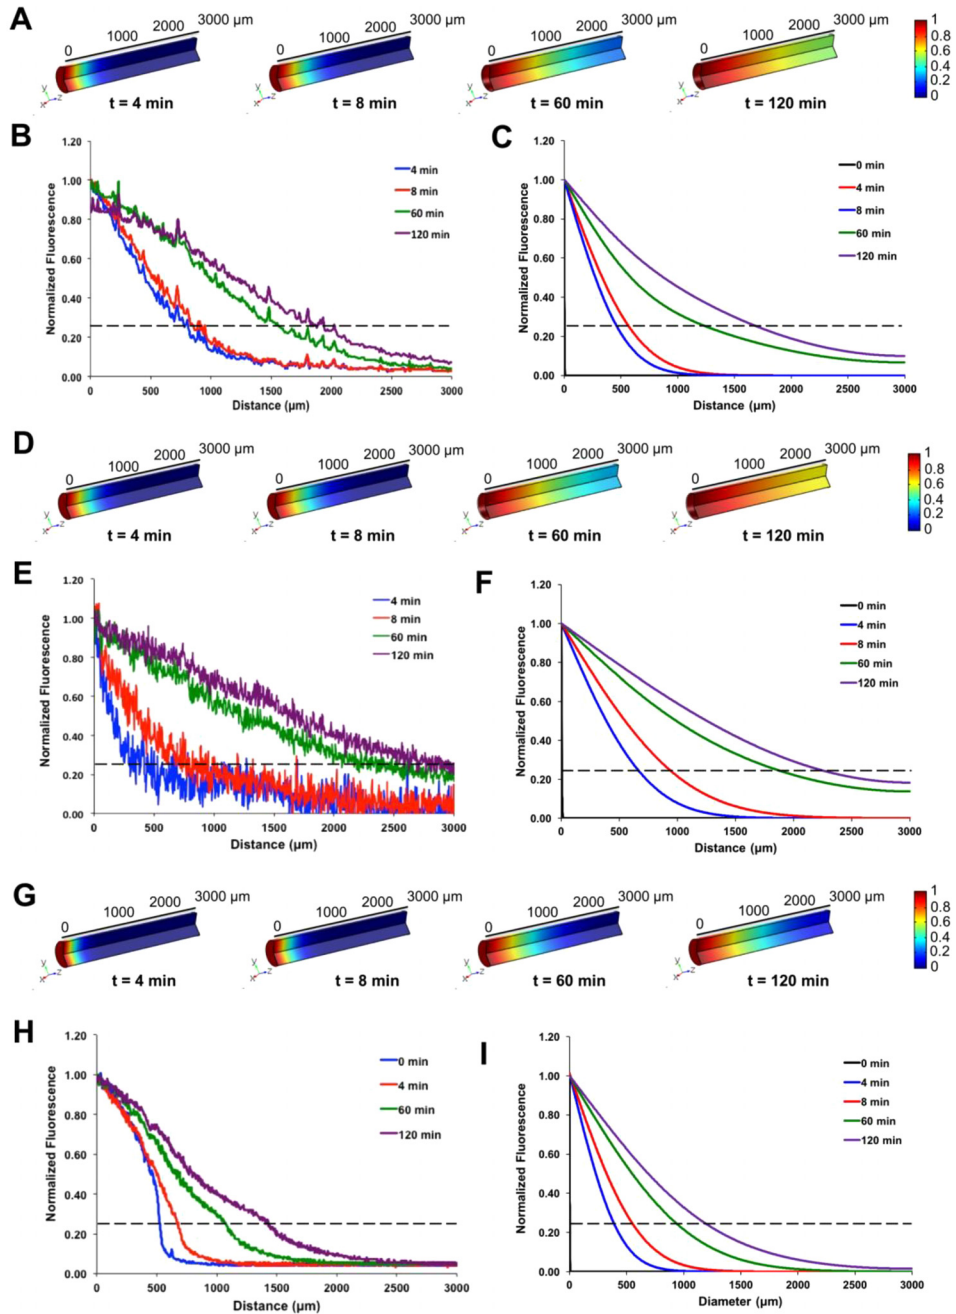 A
0 1000 2000 3000 µm
0 1000 2000 3000 µm
0 1000 2000 3000 µm
0 1000 2000 3000 µm
y x z
y x z
y x z
y x z
t = 4 min
t = 8 min
t = 60 min
t = 120 min
1
0.8
0.6
0.4
0.2
0
B
Normalized Fluorescence
1.20
1.00
0.80
0.60
0.40
0.20
0.00
0 500 1000 1500 2000 2500 3000
Distance (µm)
4 min
8 min
60 min
120 min
C
Normalized Fluorescence
1.20
1.00
0.80
0.60
0.40
0.20
0.00
0 500 1000 1500 2000 2500 3000
Distance (µm)
0 min
4 min
8 min
60 min
120 min
D
0 1000 2000 3000 µm
0 1000 2000 3000 µm
0 1000 2000 3000 µm
0 1000 2000 3000 µm
y x z
y x z
y x z
y x z
t = 4 min
t = 8 min
t = 60 min
t = 120 min
1
0.8
0.6
0.4
0.2
0
E
Normalized Fluorescence
1.20
1.00
0.80
0.60
0.40
0.20
0.00
0 500 1000 1500 2000 2500 3000
Distance (µm)
4 min
8 min
60 min
120 min
F
Normalized Fluorescence
1.20
1.00
0.80
0.60
0.40
0.20
0.00
0 500 1000 1500 2000 2500 3000
Distance (µm)
0 min
4 min
8 min
60 min
120 min
G
0 1000 2000 3000 µm
0 1000 2000 3000 µm
0 1000 2000 3000 µm
0 1000 2000 3000 µm
y x z
y x z
y x z
y x z
t = 4 min
t = 8 min
t = 60 min
t = 120 min
1
0.8
0.6
0.4
0.2
0
H
Normalized Fluorescence
1.20
1.00
0.80
0.60
0.40
0.20
0.00
0 500 1000 1500 2000 2500 3000
Distance (µm)
0 min
4 min
60 min
120 min
I
Normalized Fluorescence
1.20
1.00
0.80
0.60
0.40
0.20
0.00
0 500 1000 1500 2000 2500 3000
Diameter (µm)
0 min
4 min
8 min
60 min
120 min